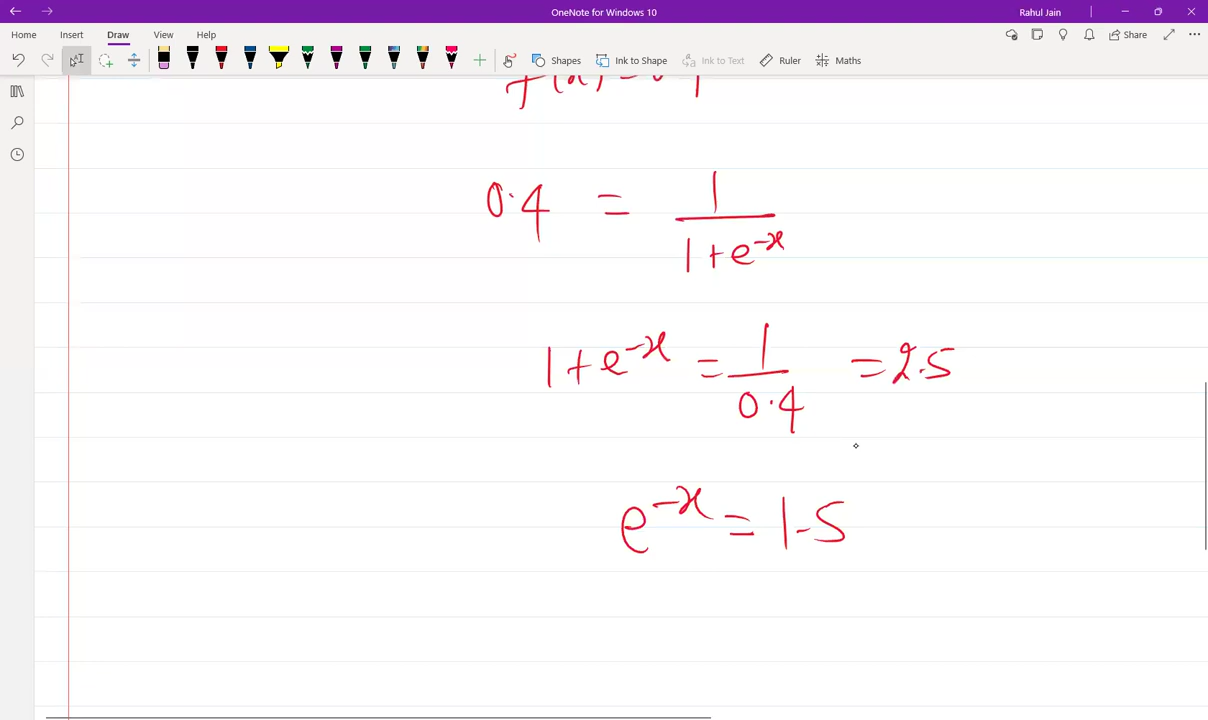 OneNote for Windows 10
Rahul Jain
Home Insert Draw View Help
Share
Shapes Ink to Shape Ink to Text Ruler Maths
0.4 = 1/(1+e^-x)
1+e^-x = 1/0.4 = 2.5
e^-x = 1.5